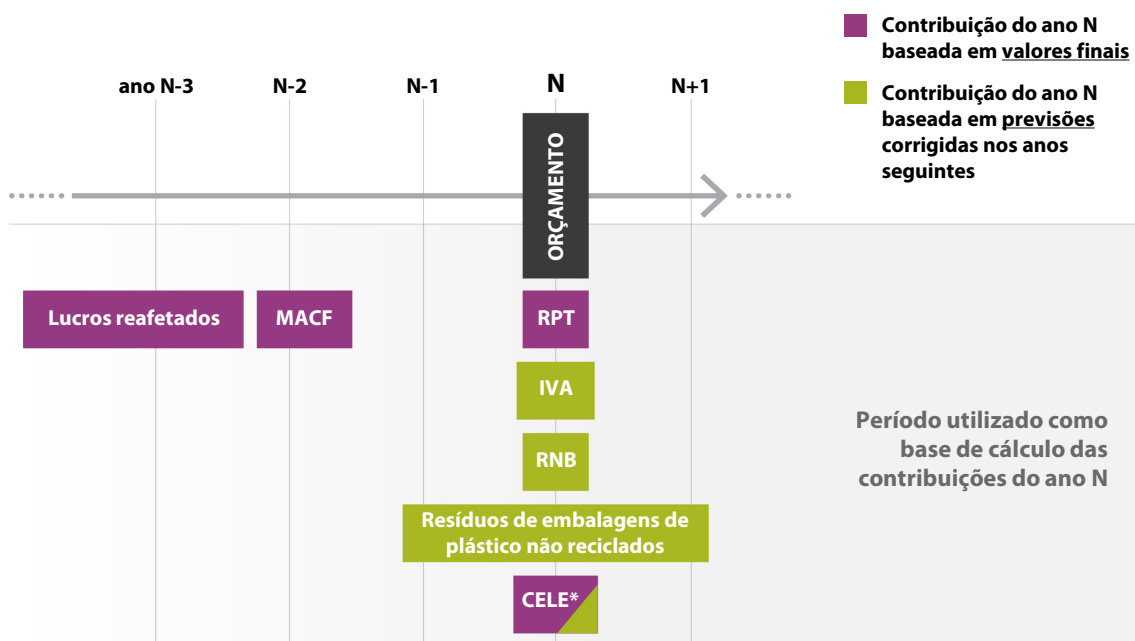 Contribuição do ano N
baseada em valores finais
Contribuição do ano N
baseada em previsões
corrigidas nos anos
seguintes
ano N-3
N-2
N-1
N
N+1
ORÇAMENTO
Lucros reafetados
MACF
RPT
IVA
RNB
Resíduos de embalagens de
plástico não reciclados
CELE*
Período utilizado como
base de cálculo das
contribuições do ano N